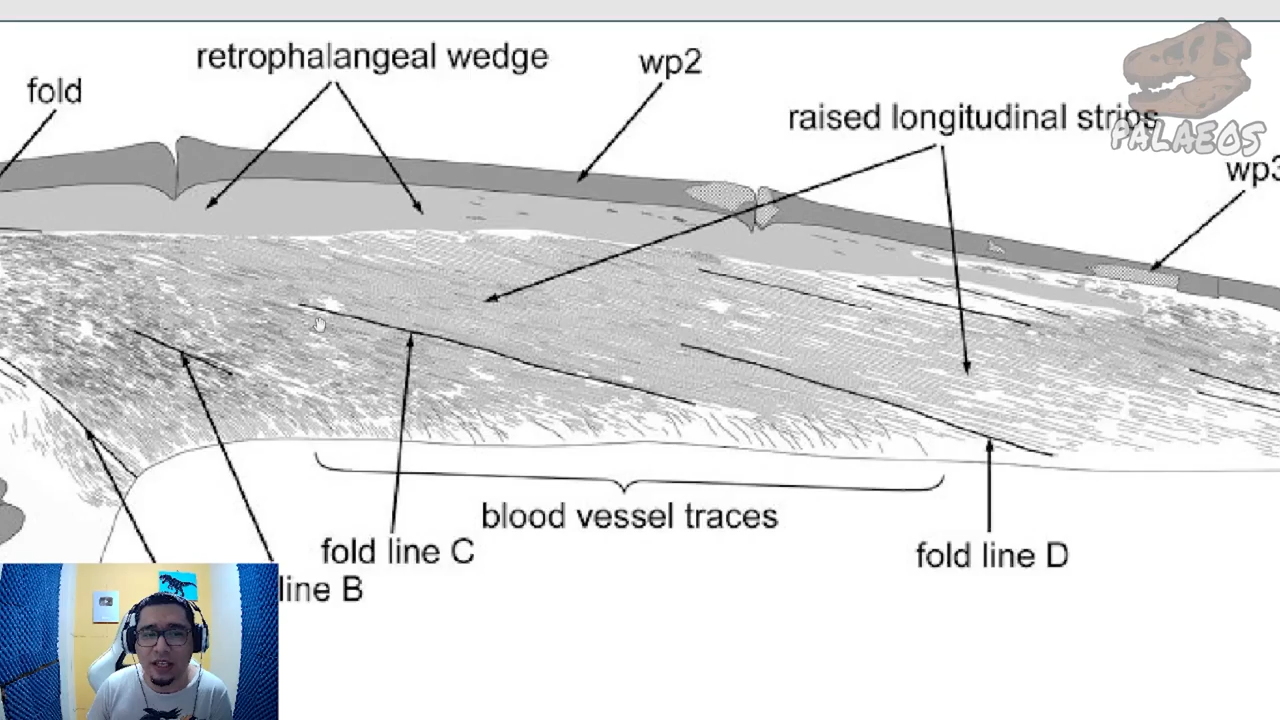 retrophalangeal wedge
wp2
fold
raised longitudinal strips
PALAEOS
wp3
blood vessel traces
fold line C
fold line D
line B